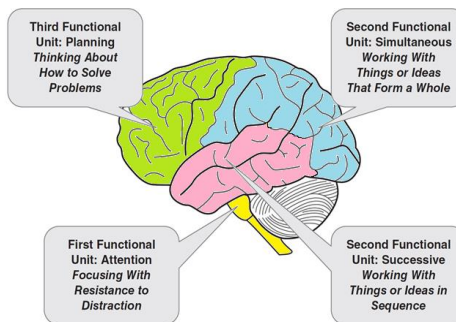 Third Functional
Unit: Planning
Thinking About
How to Solve
Problems
Second Functional
Unit: Simultaneous
Working With
Things or Ideas
That Form a Whole
First Functional
Unit: Attention
Focusing With
Resistance to
Distraction
Second Functional
Unit: Successive
Working With
Things or Ideas in
Sequence